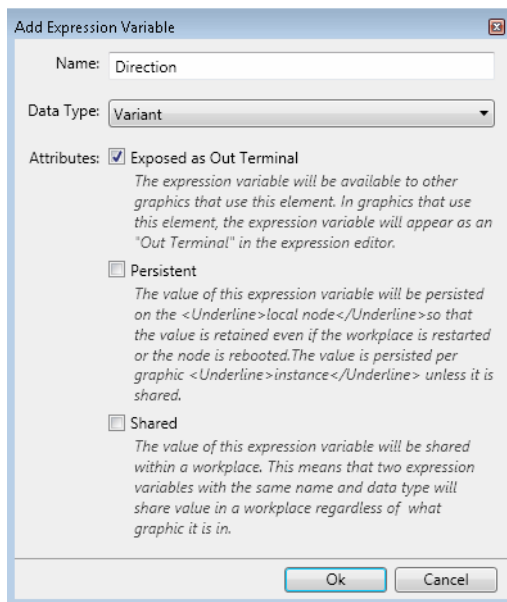 Add Expression Variable
Name: Direction
Data Type: Variant
Attributes: Exposed as Out Terminal
The expression variable will be available to other
graphics that use this element. In graphics that use
this element, the expression variable will appear as an
"Out Terminal" in the expression editor.
Persistent
The value of this expression variable will be persisted
on the <Underline>local node</Underline>so that
the value is retained even if the workplace is restarted
or the node is rebooted.The value is persisted per
graphic <Underline>instance</Underline> unless it is
shared.
Shared
The value of this expression variable will be shared
within a workplace. This means that two expression
variables with the same name and data type will
share value in a workplace regardless of what
graphic it is in.
Ok Cancel